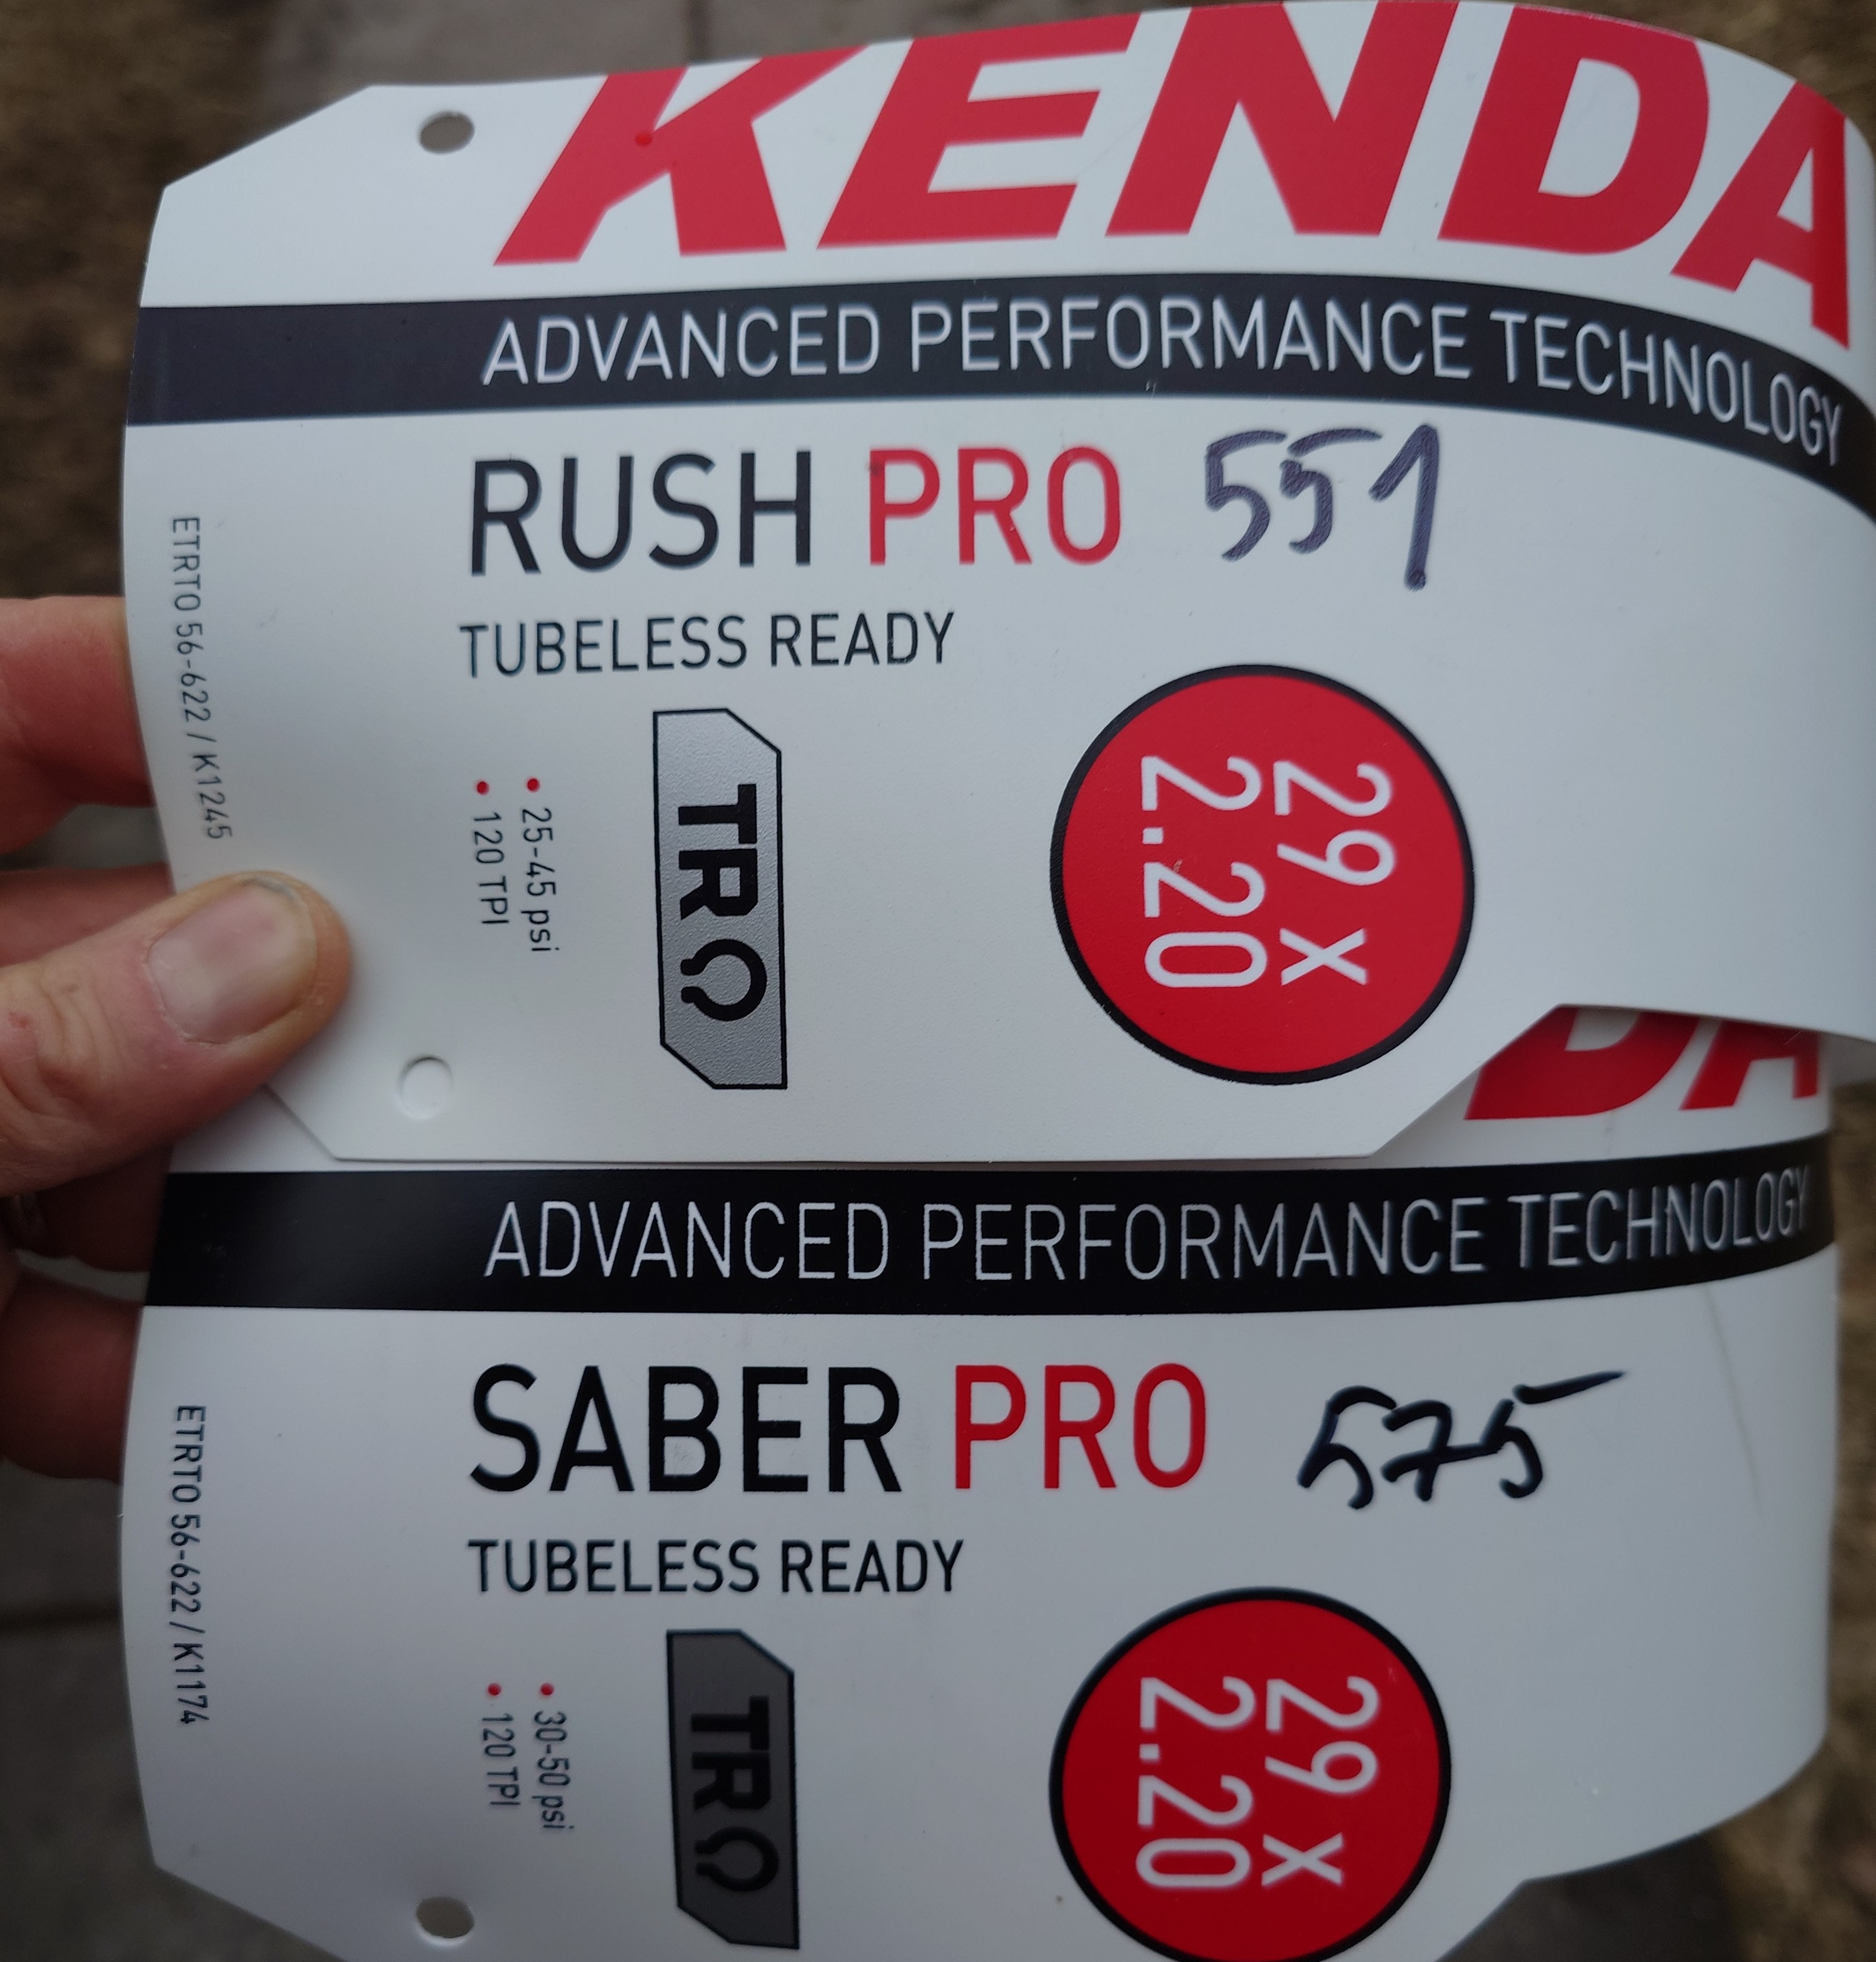 KENDA
ADVANCED PERFORMANCE TECHNOLOGY
RUSH PRO 551
TUBELESS READY
ETRTO 56-622 / K1245
• 25-45 psi
• 120 TPI
TR
29 x
2.20
DA
ADVANCED PERFORMANCE TECHNOLOGY
SABER PRO 575
TUBELESS READY
ETRTO 56-622 / K1174
• 30-50 psi
• 120 TPI
TR
29 x
2.20